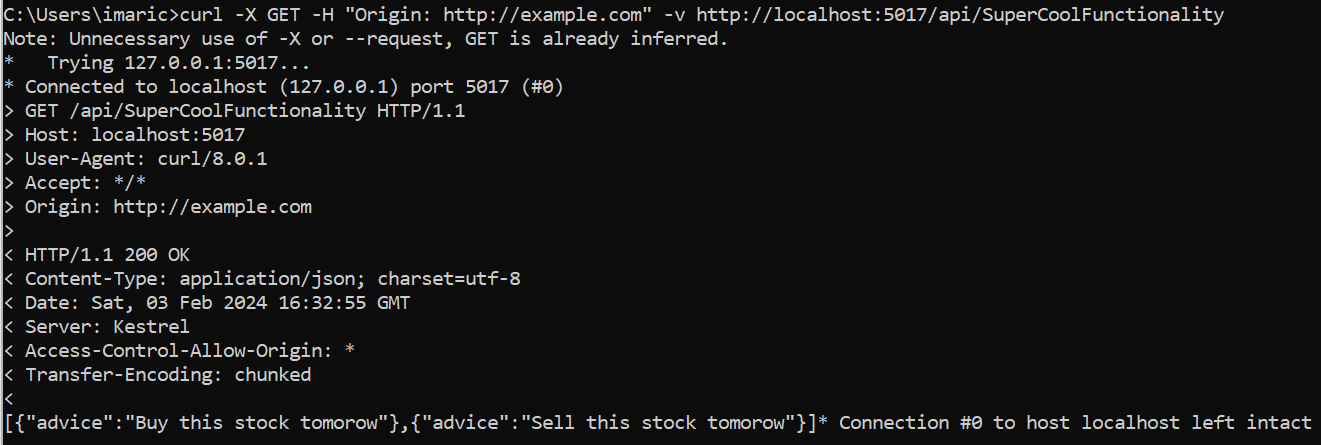 C:\Users\imaric>curl -X GET -H "Origin: http://example.com" -v http://localhost:5017/api/SuperCoolFunctionality
Note: Unnecessary use of -X or --request, GET is already inferred.
*   Trying 127.0.0.1:5017...
* Connected to localhost (127.0.0.1) port 5017 (#0)
> GET /api/SuperCoolFunctionality HTTP/1.1
> Host: localhost:5017
> User-Agent: curl/8.0.1
> Accept: */*
> Origin: http://example.com
>
< HTTP/1.1 200 OK
< Content-Type: application/json; charset=utf-8
< Date: Sat, 03 Feb 2024 16:32:55 GMT
< Server: Kestrel
< Access-Control-Allow-Origin: *
< Transfer-Encoding: chunked
<
[{"advice":"Buy this stock tomorow"},{"advice":"Sell this stock tomorow"}]* Connection #0 to host localhost left intact